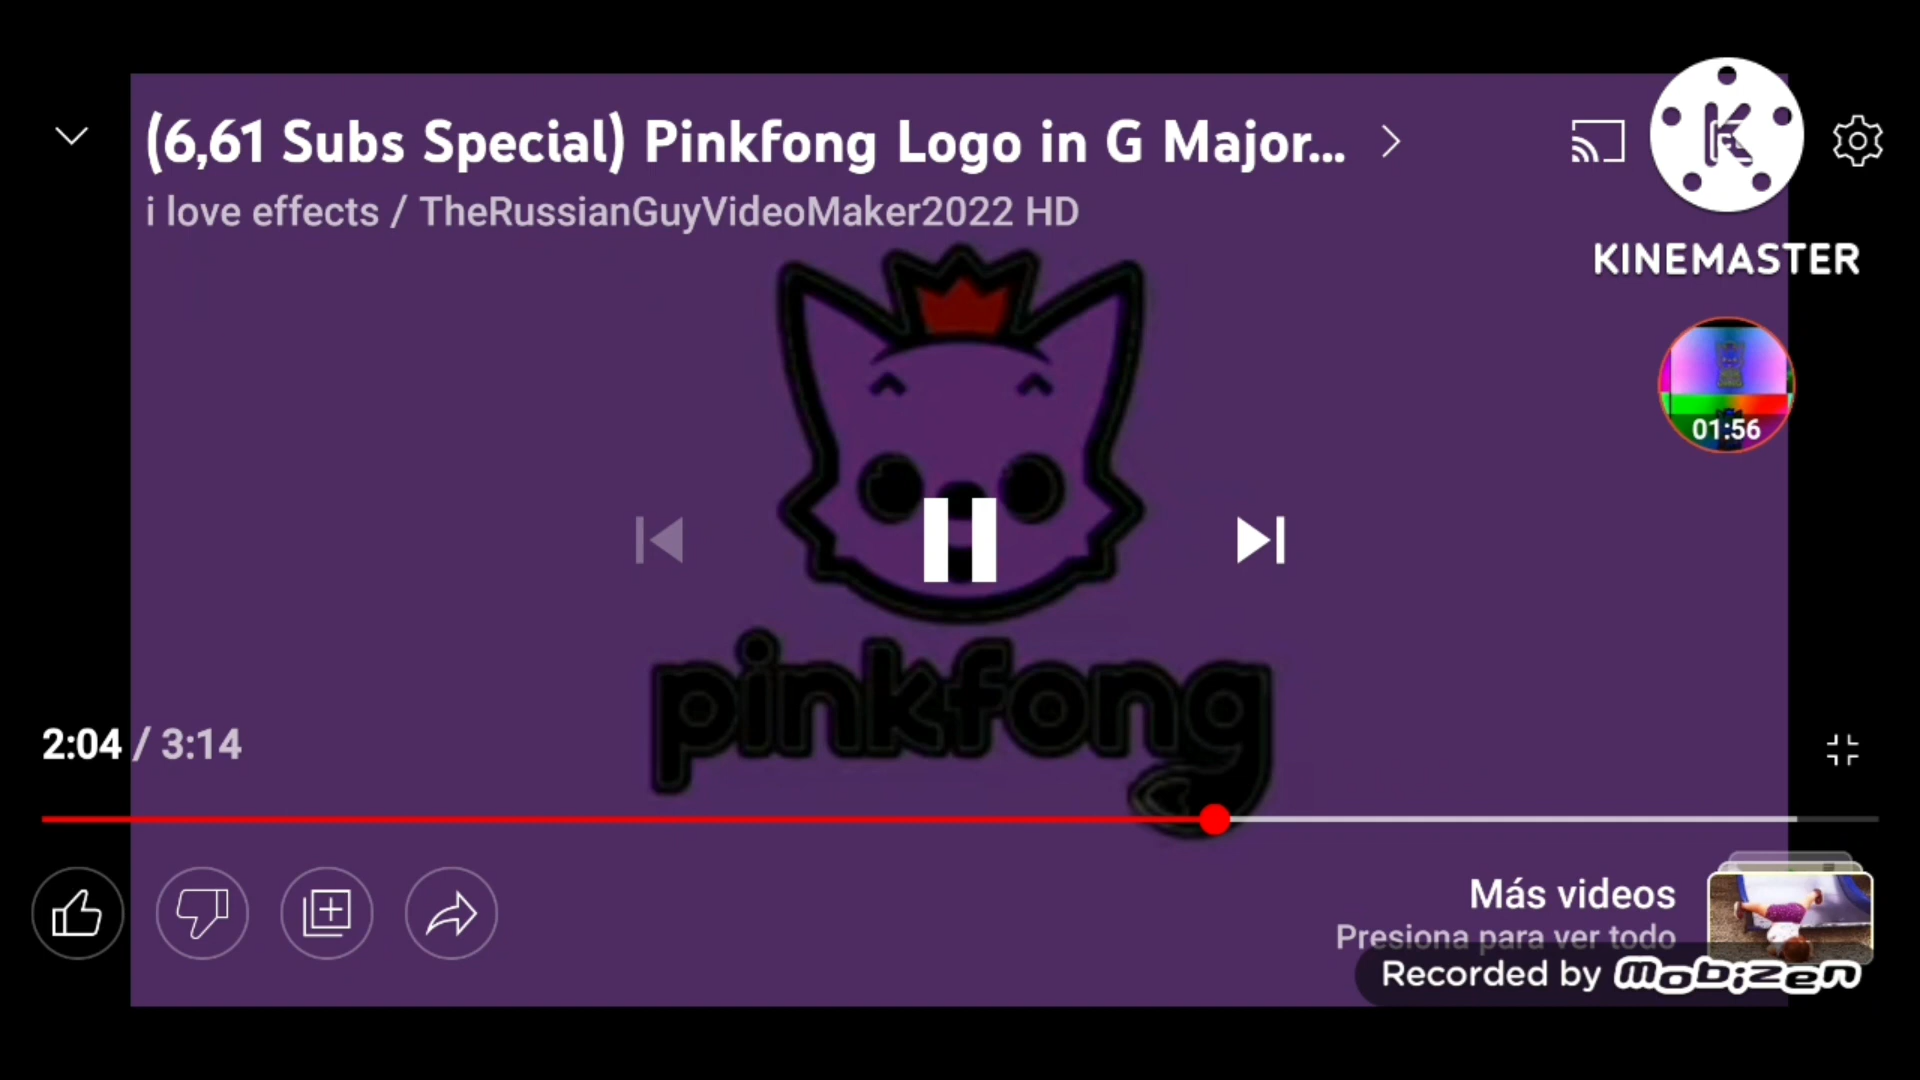 (6,61 Subs Special) Pinkfong Logo in G Major...
i love effects / TheRussianGuyVideoMaker2022 HD
KINEMASTER
01:56
pinkfong
2:04 / 3:14
Más videos
Presiona para ver todo
Recorded by mobizen